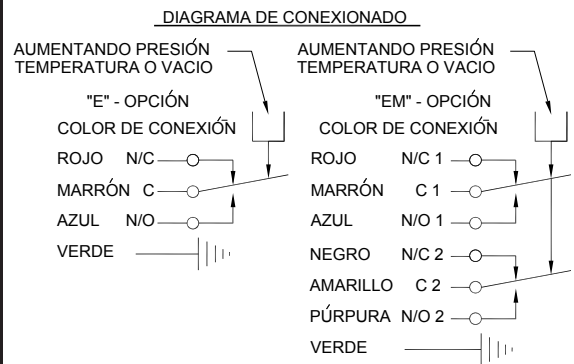 DIAGRAMA DE CONEXIONADO
AUMENTANDO PRESIÓN
TEMPERATURA O VACIO
"E" - OPCIÓN
COLOR DE CONEXIÓN
ROJO N/C
MARRÓN C
AZUL N/O
VERDE
AUMENTANDO PRESIÓN
TEMPERATURA O VACIO
"EM" - OPCIÓN
COLOR DE CONEXIÓN
ROJO N/C 1
MARRÓN C 1
AZUL N/O 1
NEGRO N/C 2
AMARILLO C 2
PÚRPURA N/O 2
VERDE